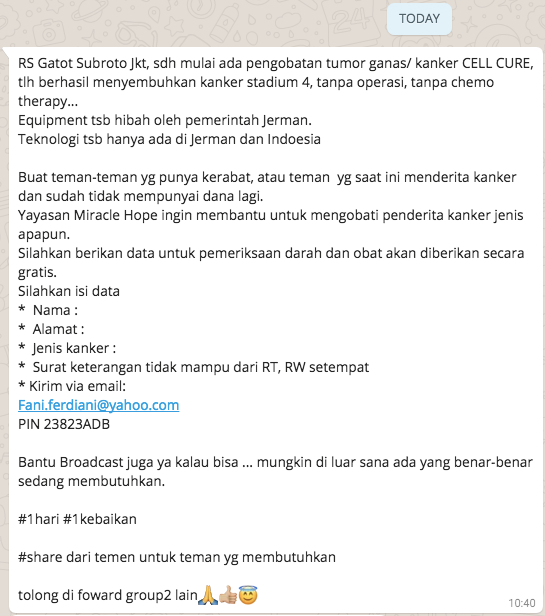 TODAY
RS Gatot Subroto Jkt, sdh mulai ada pengobatan tumor ganas/ kanker CELL CURE,
tlh berhasil menyembuhkan kanker stadium 4, tanpa operasi, tanpa chemo
therapy...
Equipment tsb hibah oleh pemerintah Jerman.
Teknologi tsb hanya ada di Jerman dan Indoesia
Buat teman-teman yg punya kerabat, atau teman  yg saat ini menderita kanker
dan sudah tidak mempunyai dana lagi.
Yayasan Miracle Hope ingin membantu untuk mengobati penderita kanker jenis
apapun.
Silahkan berikan data untuk pemeriksaan darah dan obat akan diberikan secara
gratis.
Silahkan isi data
*  Nama :
*  Alamat :
*  Jenis kanker :
*  Surat keterangan tidak mampu dari RT, RW setempat
* Kirim via email:
Fani.ferdiani@yahoo.com
PIN 23823ADB
Bantu Broadcast juga ya kalau bisa ... mungkin di luar sana ada yang benar-benar
sedang membutuhkan.
#1hari #1kebaikan
#share dari temen untuk teman yg membutuhkan
tolong di foward group2 lain🙏👍🏼😇
10:40